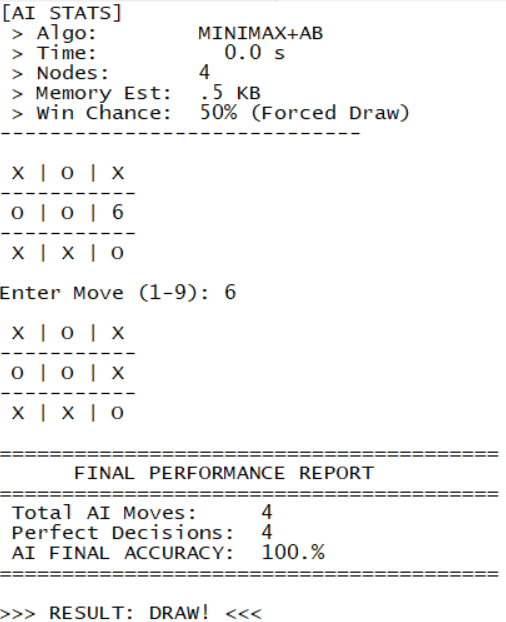 [AI STATS]
 > Algo:        MINIMAX+AB
 > Time:          0.0 s
 > Nodes:       4
 > Memory Est:  .5 KB
 > Win Chance:  50% (Forced Draw)
-----------------------------
 X | O | X
-----------
 O | O | 6
-----------
 X | X | O
Enter Move (1-9): 6
 X | O | X
-----------
 O | O | X
-----------
 X | X | O
========================================
      FINAL PERFORMANCE REPORT
========================================
 Total AI Moves:     4
 Perfect Decisions:  4
 AI FINAL ACCURACY:  100.%
========================================
>>> RESULT: DRAW! <<<